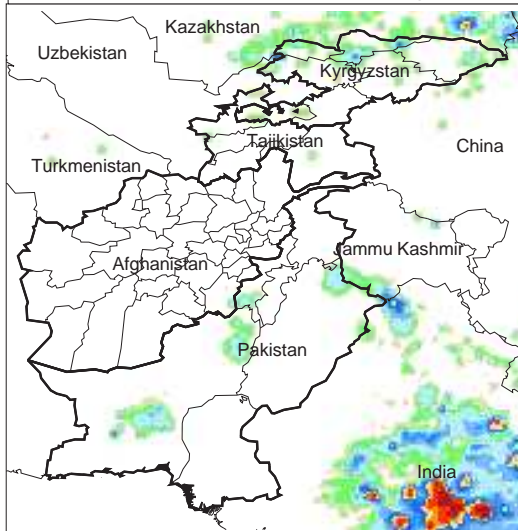 Kazakhstan
Uzbekistan
Kyrgyzstan
Tajikistan
China
Turkmenistan
Jammu Kashmir
Afghanistan
Pakistan
India